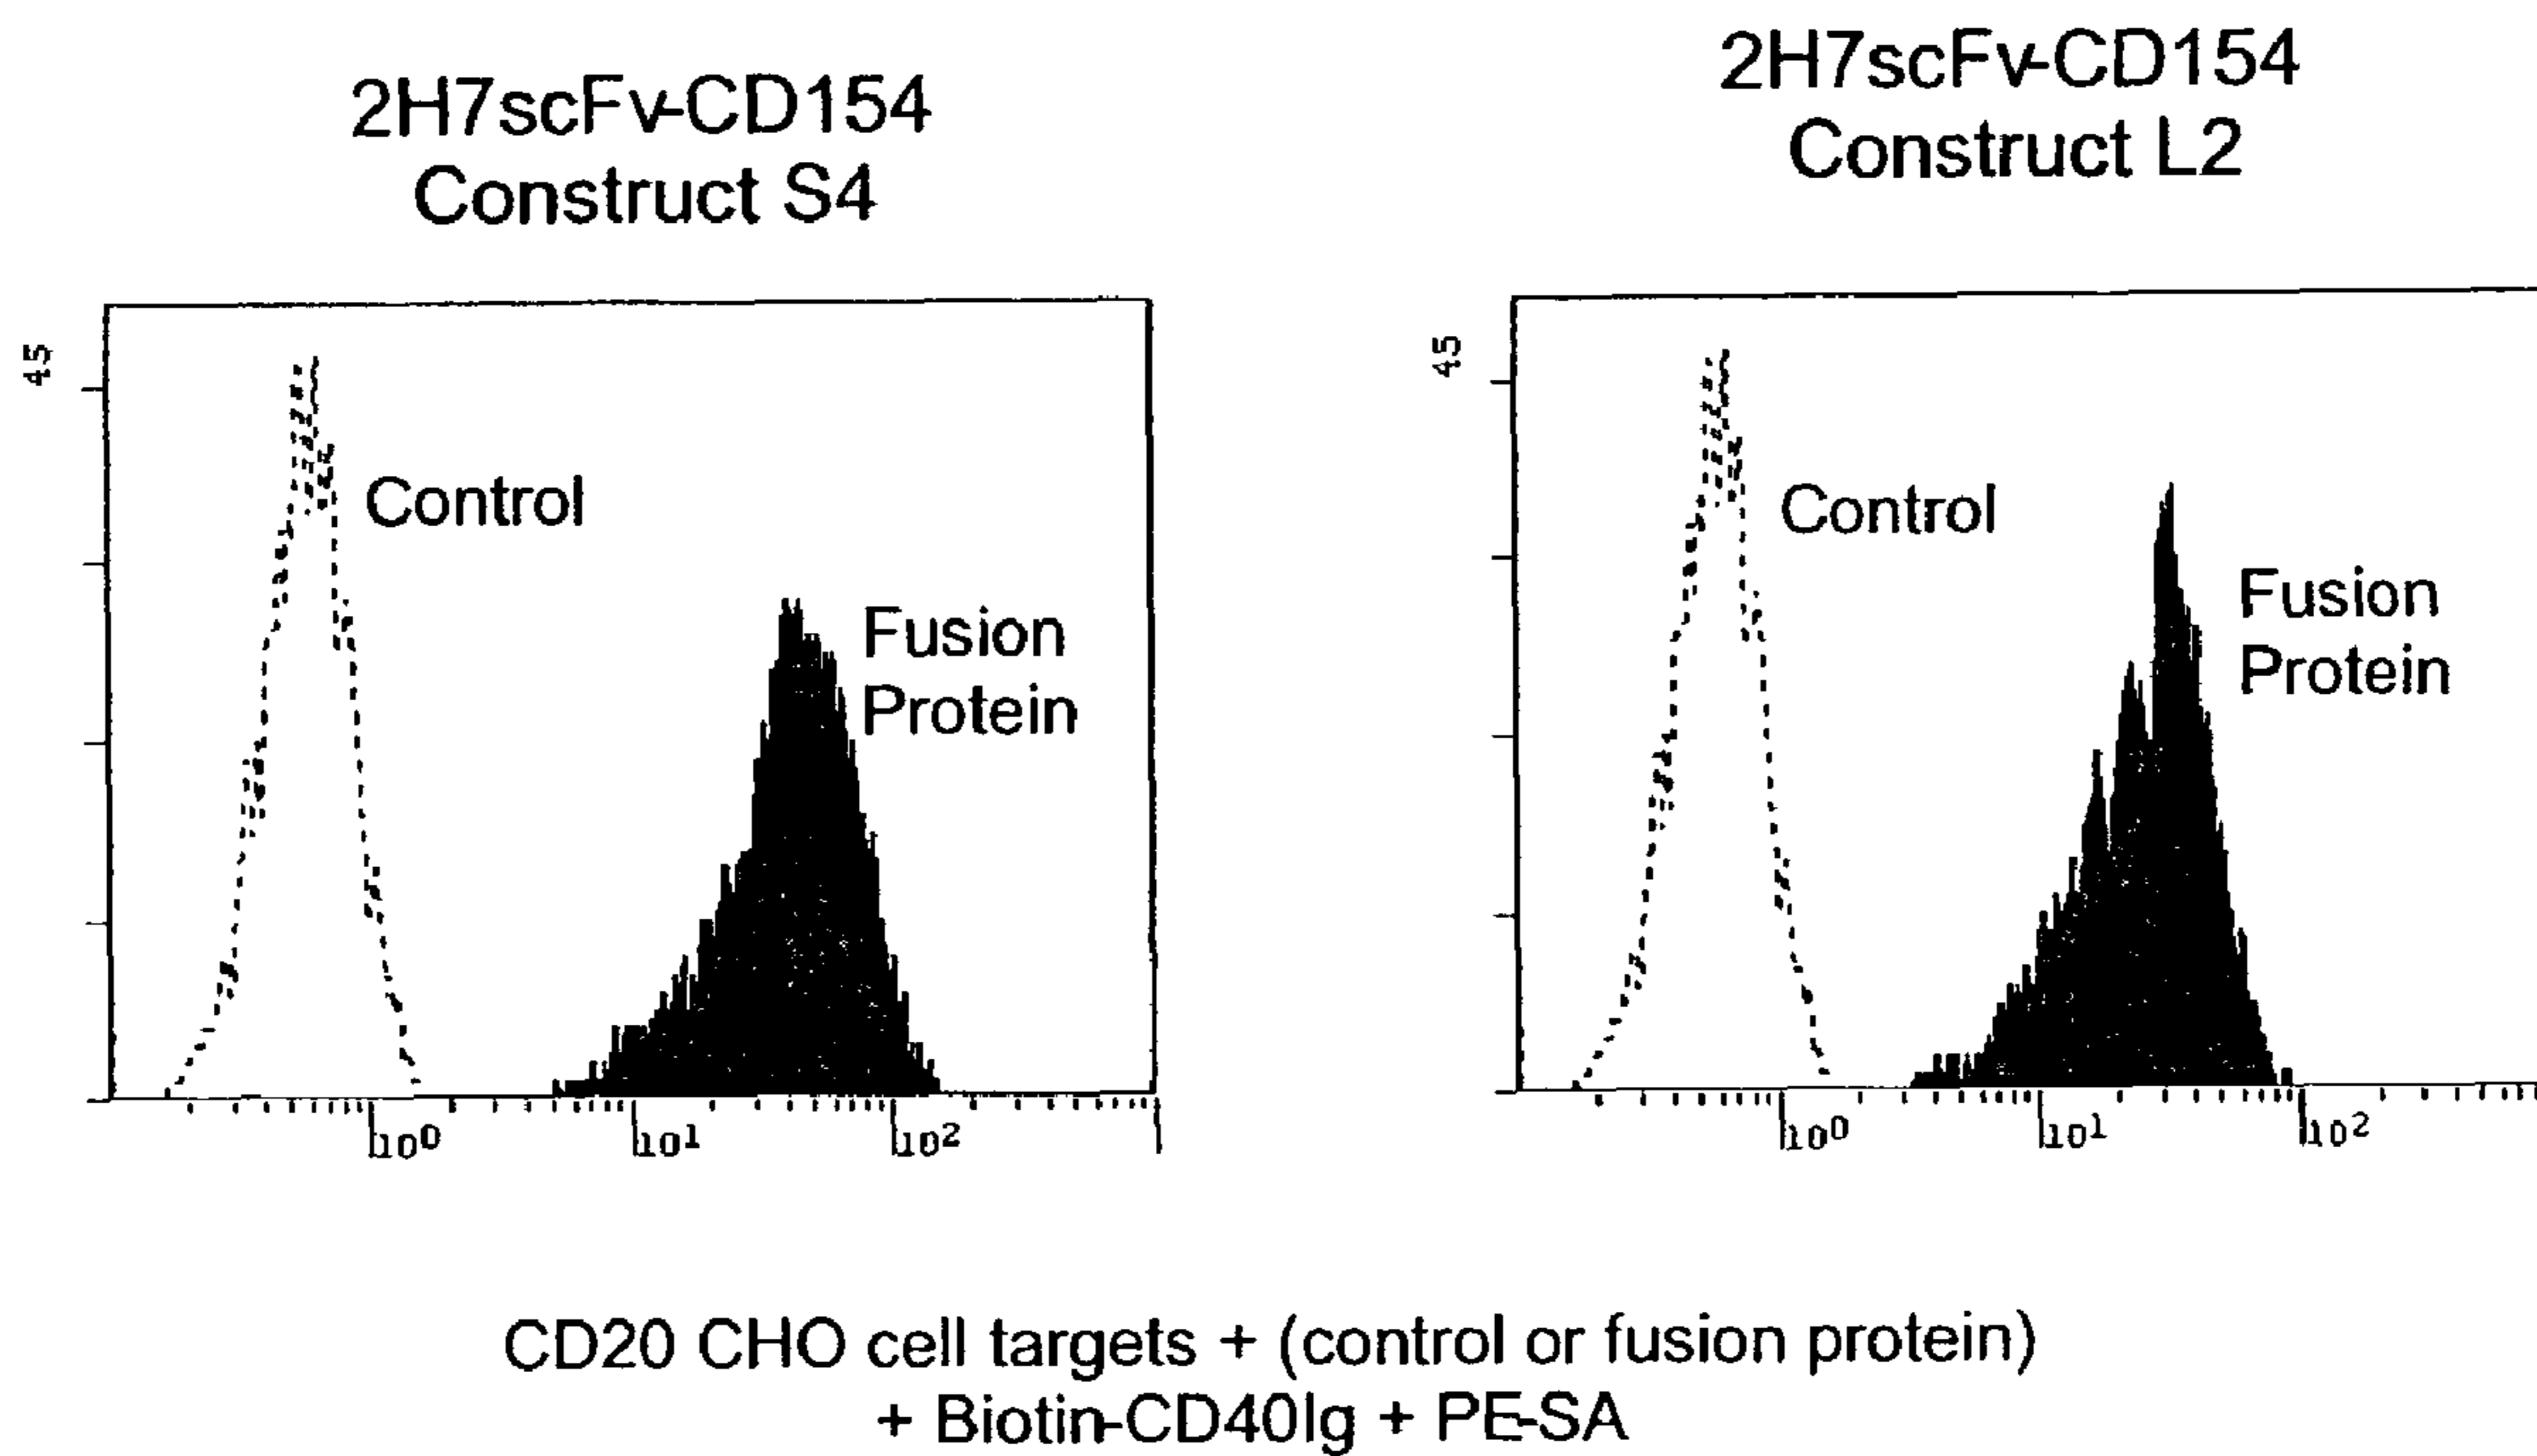 2H7scFv-CD154
Construct S4
2H7scFv-CD154
Construct L2
45
Control
Fusion
Protein
10⁰
10¹
10²
45
Control
Fusion
Protein
10⁰
10¹
10²
CD20 CHO cell targets + (control or fusion protein)
+ Biotin-CD40Ig + PE-SA